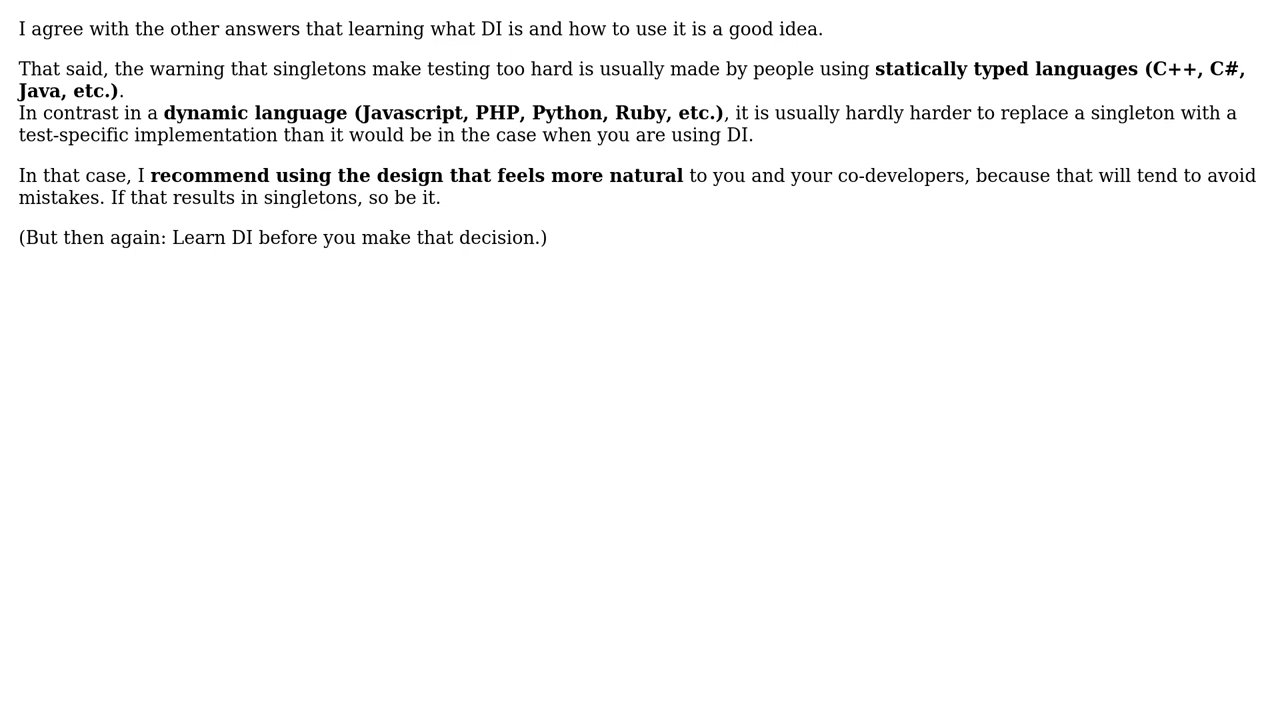 I agree with the other answers that learning what DI is and how to use it is a good idea.
That said, the warning that singletons make testing too hard is usually made by people using statically typed languages (C++, C#,
Java, etc.).
In contrast in a dynamic language (Javascript, PHP, Python, Ruby, etc.), it is usually hardly harder to replace a singleton with a
test-specific implementation than it would be in the case when you are using DI.
In that case, I recommend using the design that feels more natural to you and your co-developers, because that will tend to avoid
mistakes. If that results in singletons, so be it.
(But then again: Learn DI before you make that decision.)